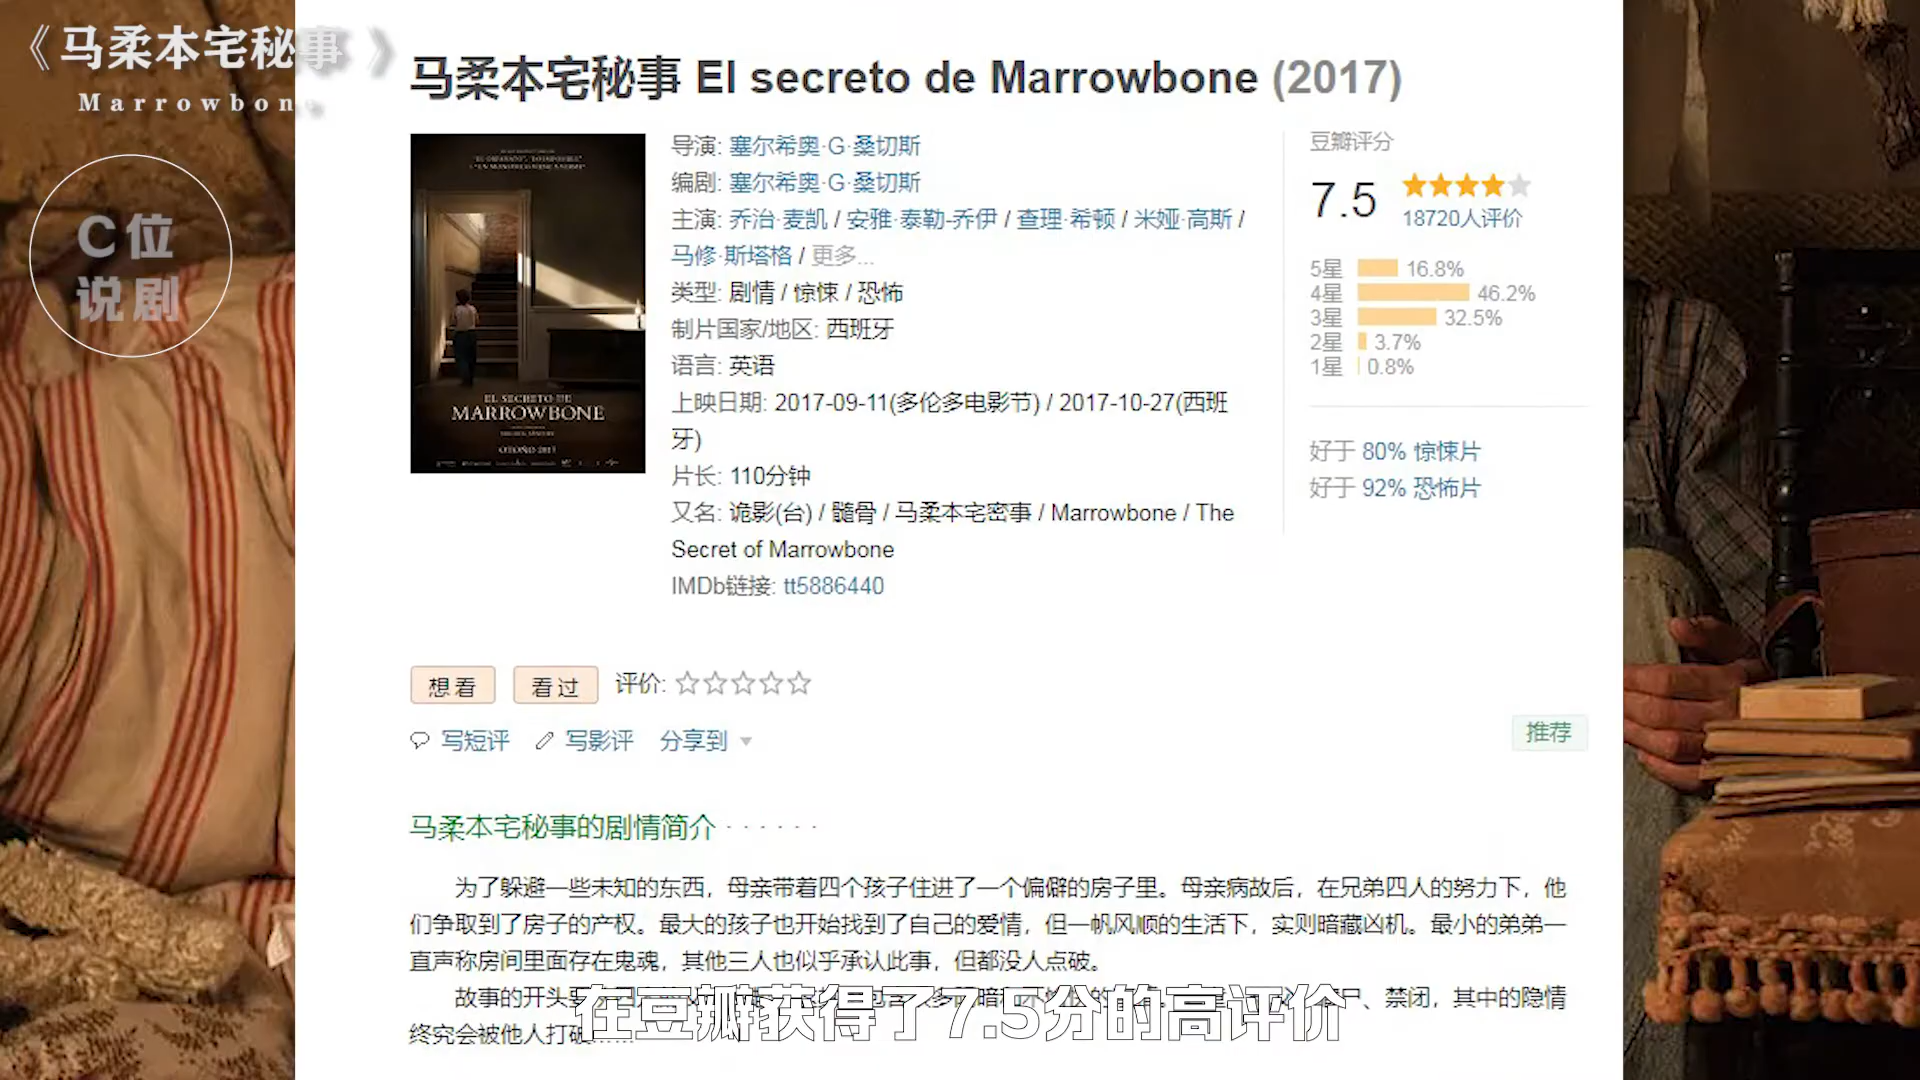 《马柔本宅秘事》
Marrowbone
C位
说剧
马柔本宅秘事 El secreto de Marrowbone (2017)
EL SECRETO DE
MARROWBONE
OTOÑO 2017
导演: 塞尔希奥·G·桑切斯
编剧: 塞尔希奥·G·桑切斯
主演: 乔治·麦凯 / 安雅·泰勒-乔伊 / 查理·希顿 / 米娅·高斯 /
马修·斯塔格 / 更多...
类型: 剧情 / 惊悚 / 恐怖
制片国家/地区: 西班牙
语言: 英语
上映日期: 2017-09-11(多伦多电影节) / 2017-10-27(西班
牙)
片长: 110分钟
又名: 诡影(台) / 髓骨 / 马柔本宅密事 / Marrowbone / The
Secret of Marrowbone
IMDb链接: tt5886440
豆瓣评分
7.5
18720人评价
5星 16.8%
4星 46.2%
3星 32.5%
2星 3.7%
1星 0.8%
好于 80% 惊悚片
好于 92% 恐怖片
想看 看过 评价:
写短评 写影评 分享到
推荐
马柔本宅秘事的剧情简介 · · · · · ·
为了躲避一些未知的东西，母亲带着四个孩子住进了一个偏僻的房子里。母亲病故后，在兄弟四人的努力下，他
们争取到了房子的产权。最大的孩子也开始找到了自己的爱情，但一帆风顺的生活下，实则暗藏凶机。最小的弟弟一
直声称房间里面存在鬼魂，其他三人也似乎承认此事，但都没人点破。
故事的开头 、禁闭，其中的隐情
终究会被他人打破……
在豆瓣获得了7.5分的高评价